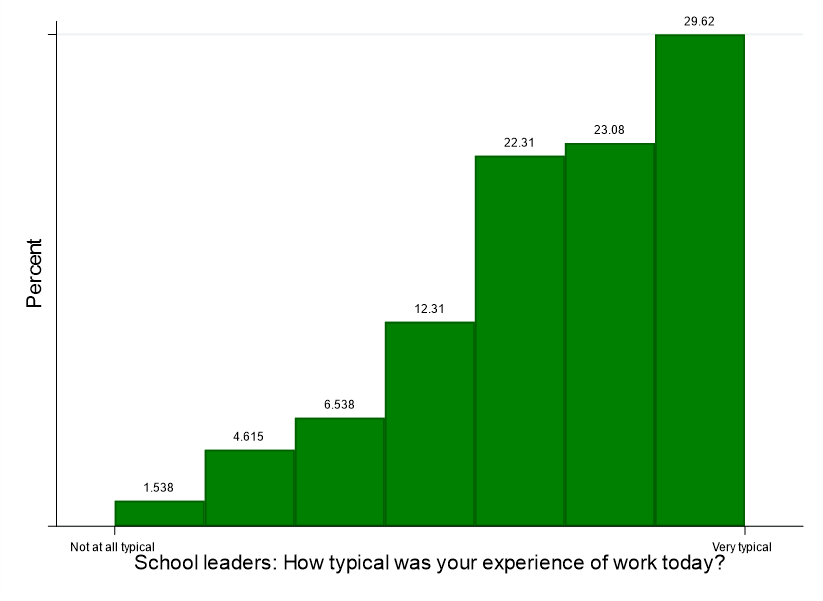 29.62
23.08
22.31
12.31
6.538
4.615
1.538
Percent
Not at all typical
Very typical
School leaders: How typical was your experience of work today?